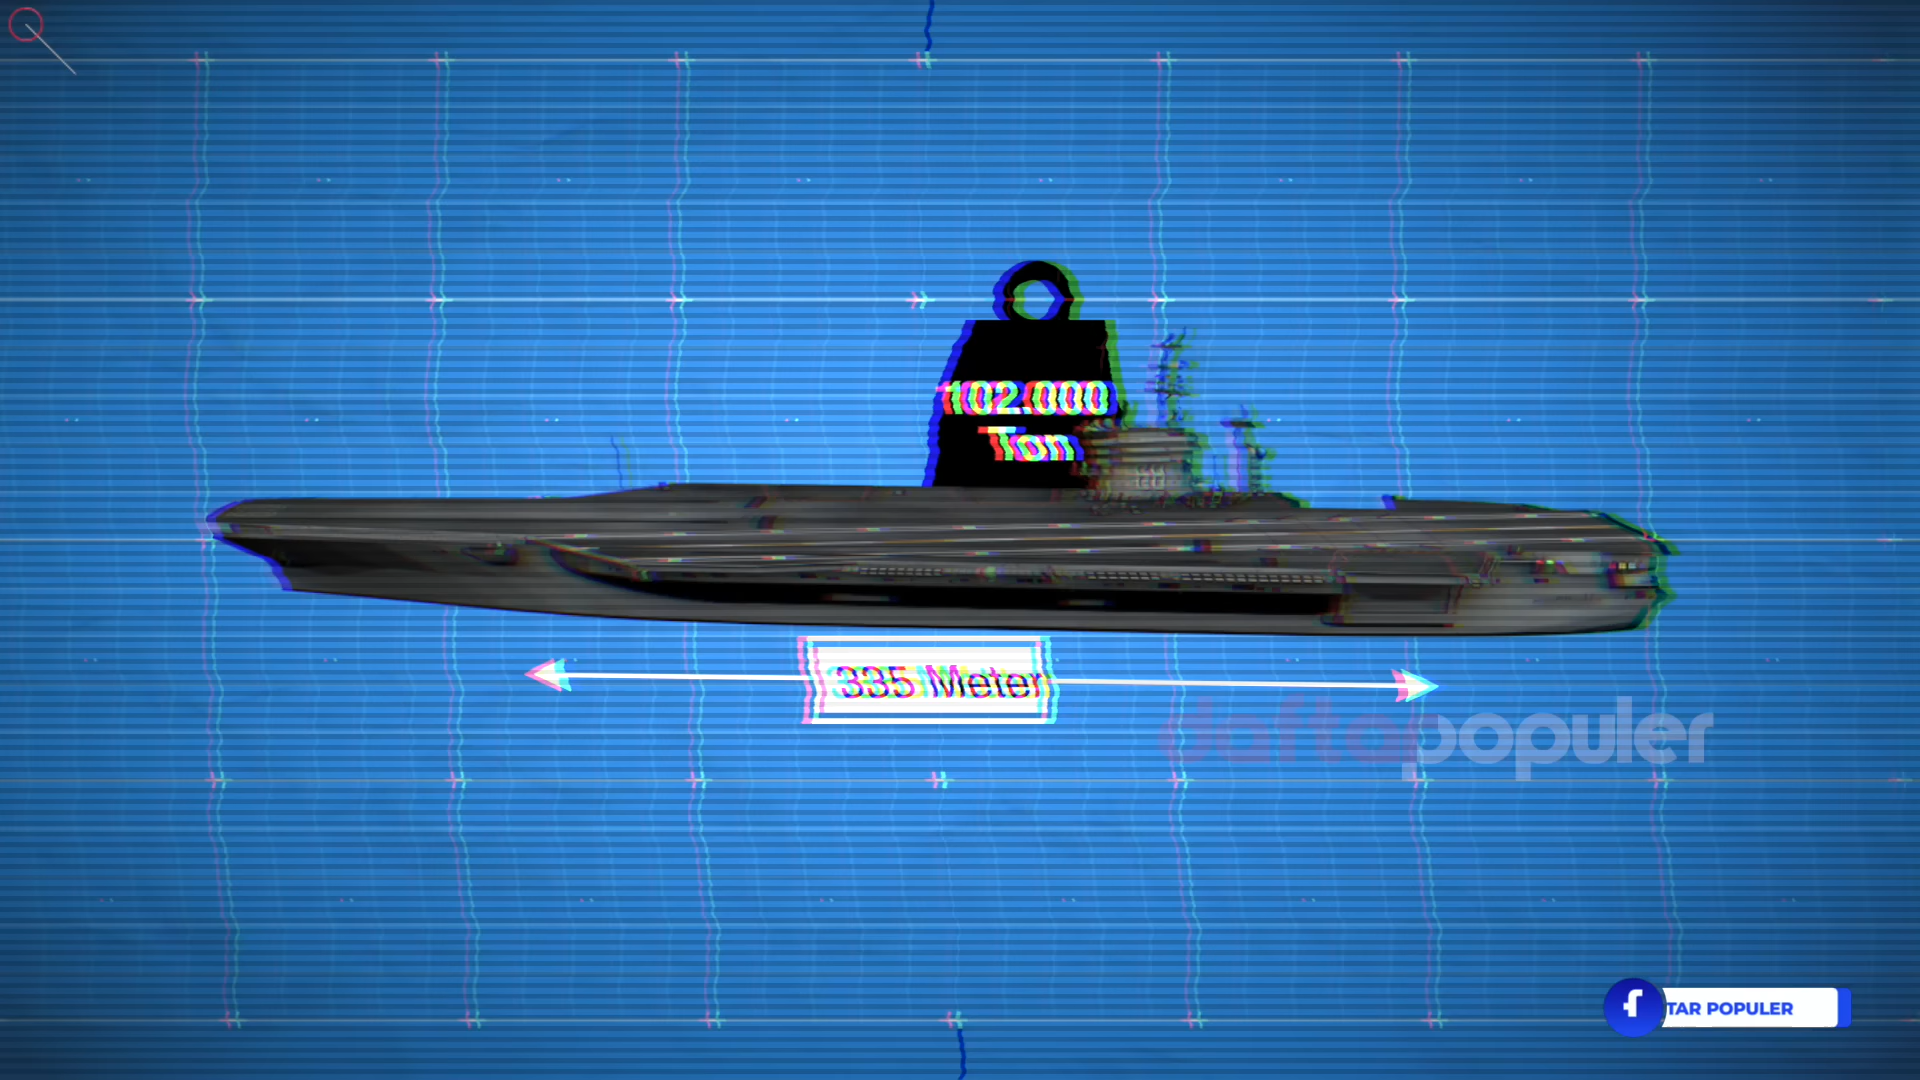 102.000
Ton
335 Meter
daftarpopuler
TAR POPULER